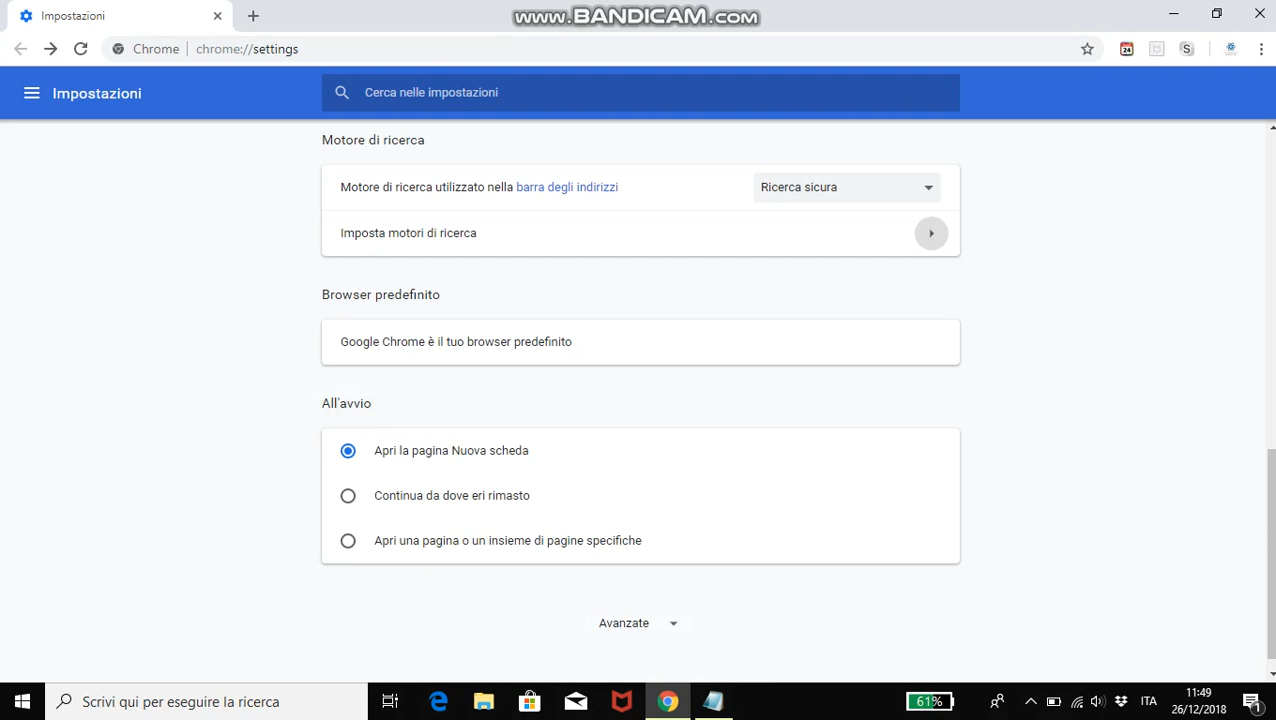 Impostazioni
www.BANDICAM.com
Chrome chrome://settings
24
S
Impostazioni
Cerca nelle impostazioni
Motore di ricerca
Motore di ricerca utilizzato nella barra degli indirizzi
Ricerca sicura
Imposta motori di ricerca
Browser predefinito
Google Chrome è il tuo browser predefinito
All'avvio
Apri la pagina Nuova scheda
Continua da dove eri rimasto
Apri una pagina o un insieme di pagine specifiche
Avanzate
Scrivi qui per eseguire la ricerca
61%
ITA
11:49
26/12/2018
1